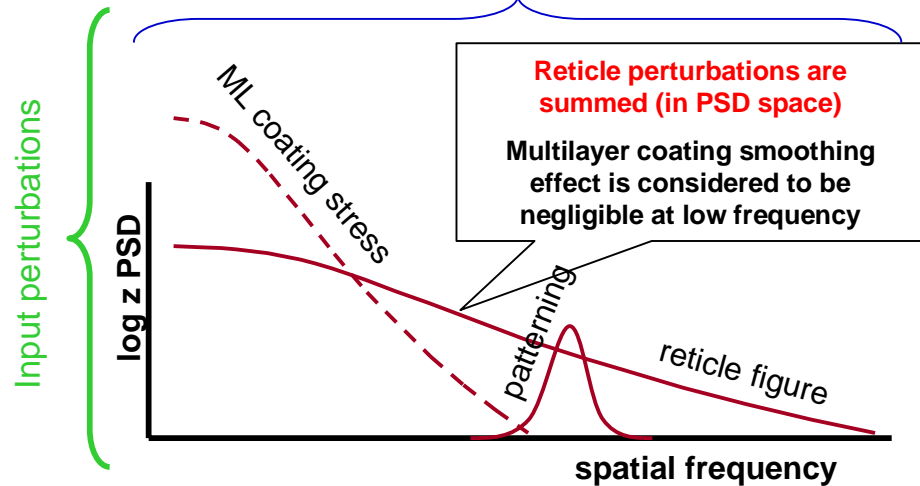 Input perturbations
log z PSD
ML coating stress
Reticle perturbations are
summed (in PSD space)
Multilayer coating smoothing
effect is considered to be
negligible at low frequency
patterning
reticle figure
spatial frequency